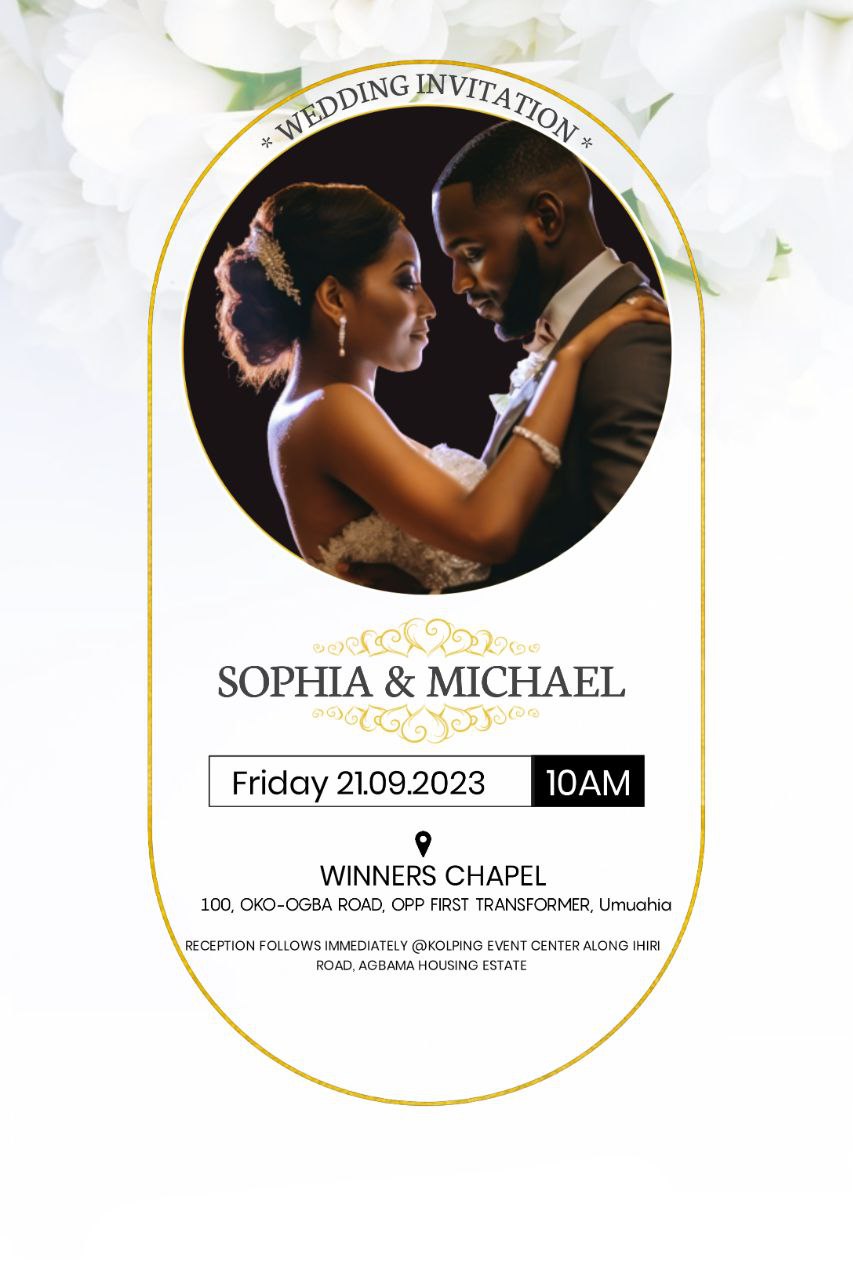 * WEDDING INVITATION *
SOPHIA & MICHAEL
Friday 21.09.2023 10AM
WINNERS CHAPEL
100, OKO-OGBA ROAD, OPP FIRST TRANSFORMER, Umuahia
RECEPTION FOLLOWS IMMEDIATELY @KOLPING EVENT CENTER ALONG IHIRI
ROAD, AGBAMA HOUSING ESTATE